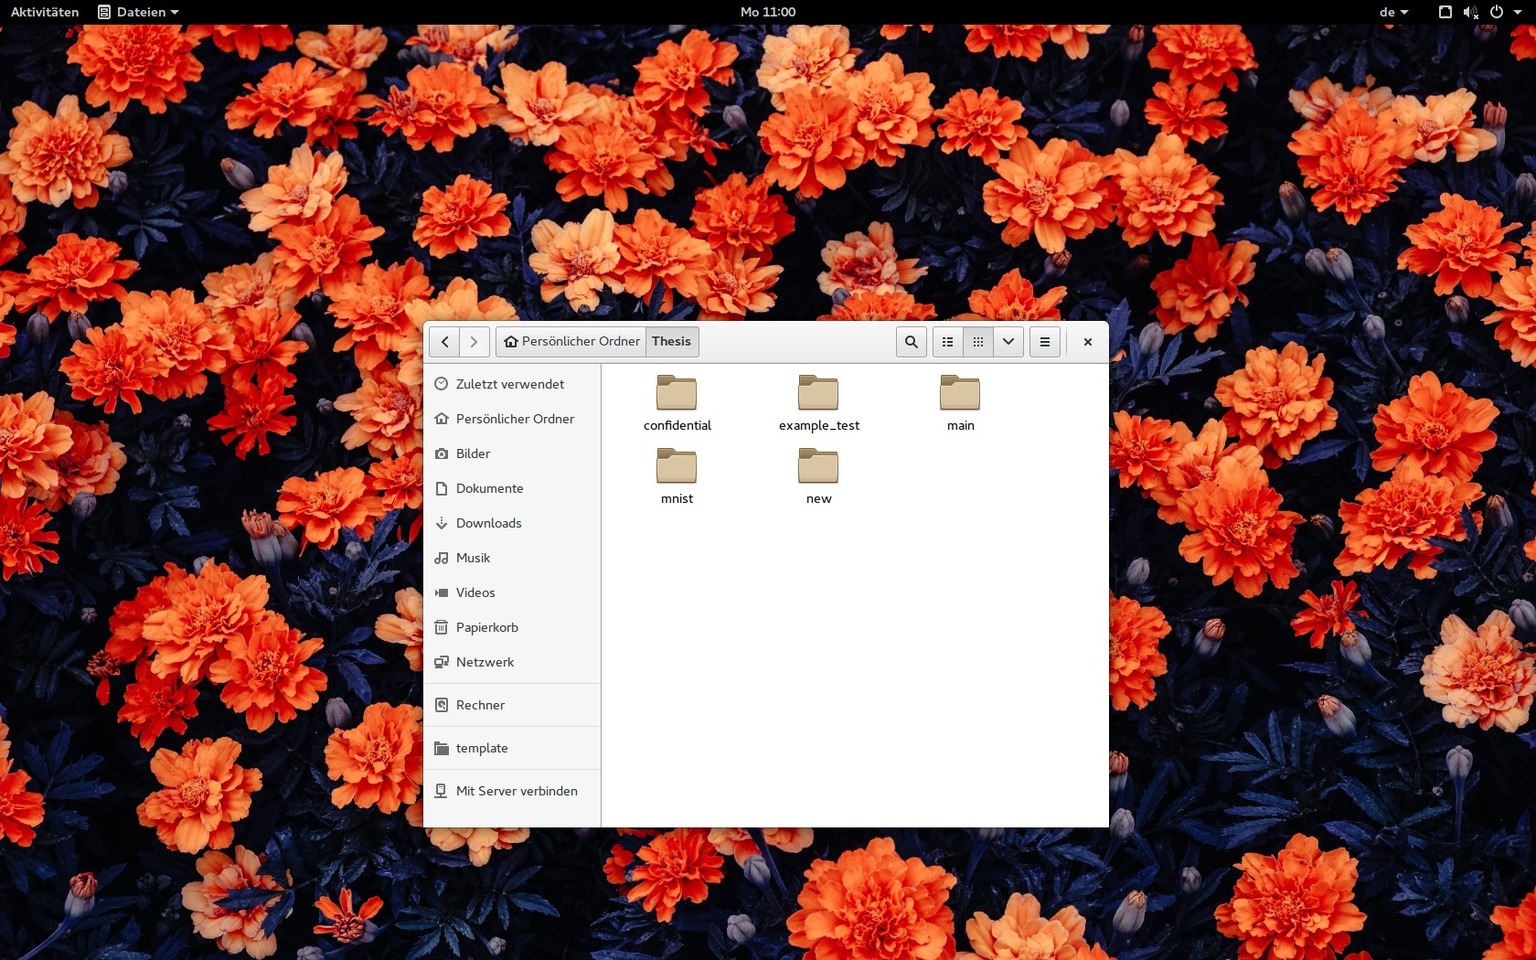 Aktivitäten Dateien Mo 11:00 de
Persönlicher Ordner Thesis
Zuletzt verwendet
Persönlicher Ordner
Bilder
Dokumente
Downloads
Musik
Videos
Papierkorb
Netzwerk
Rechner
template
Mit Server verbinden
confidential example_test main
mnist new